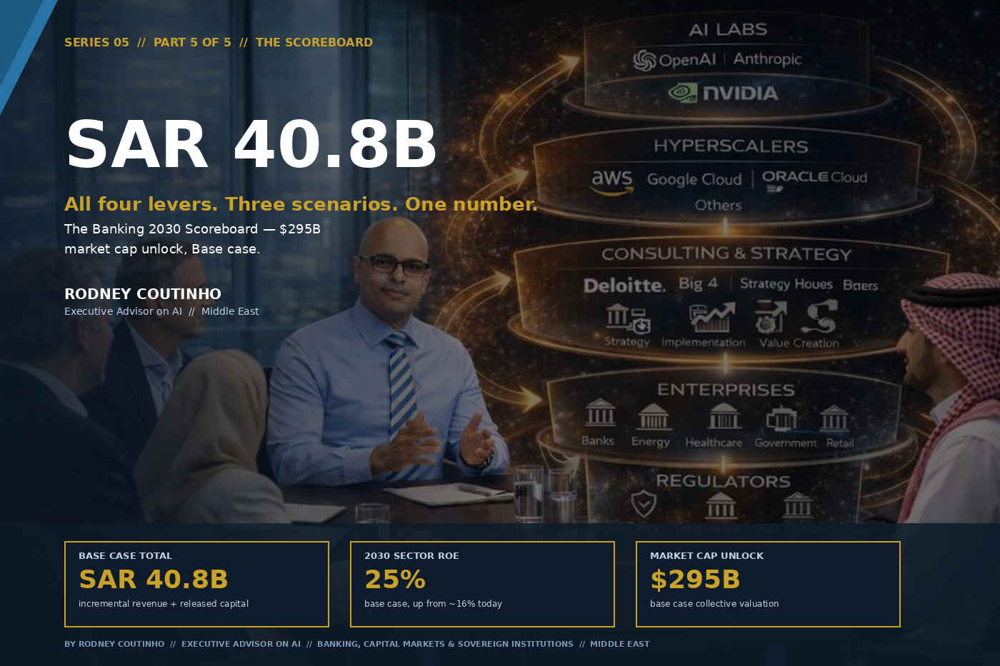 SERIES 05 // PART 5 OF 5 // THE SCOREBOARD
SAR 40.8B
All four levers. Three scenarios. One number.
The Banking 2030 Scoreboard — $295B
market cap unlock, Base case.
RODNEY COUTINHO
Executive Advisor on AI // Middle East
AI LABS
OpenAI | Anthropic
NVIDIA
HYPERSCALERS
aws Google Cloud | ORACLE Cloud
Others
CONSULTING & STRATEGY
Deloitte. Big 4 | Strategy Houes
Strategy Implementation Value Creation
ENTERPRISES
Banks Energy Healthcare Government Retail
REGULATORS
Policy Governance
BASE CASE TOTAL
SAR 40.8B
incremental revenue + released capital
2030 SECTOR ROE
25%
base case, up from ~16% today
MARKET CAP UNLOCK
$295B
base case collective valuation
BY RODNEY COUTINHO // EXECUTIVE ADVISOR ON AI // BANKING, CAPITAL MARKETS & SOVEREIGN INSTITUTIONS // MIDDLE EAST